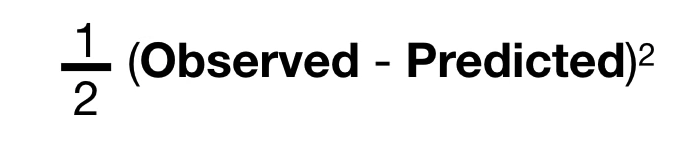 1/2 (Observed - Predicted)²